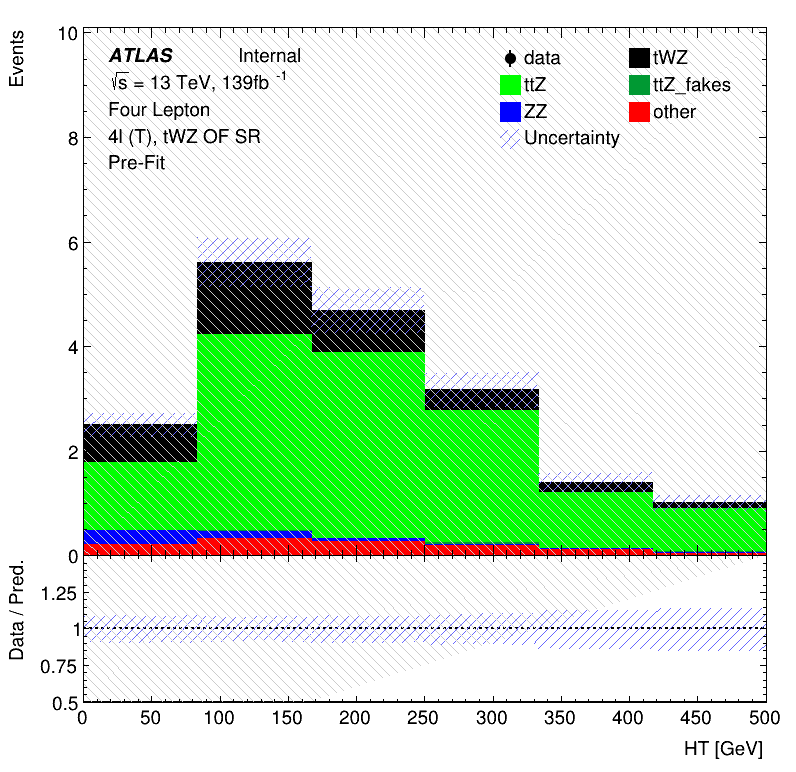 Events
10
8
6
4
2
0
ATLAS Internal
√s = 13 TeV, 139fb -1
Four Lepton
4l (T), tWZ OF SR
Pre-Fit
data tWZ
ttZ ttZ_fakes
ZZ other
Uncertainty
Data / Pred.
1.25
1
0.75
0.5
0 50 100 150 200 250 300 350 400 450 500
HT [GeV]